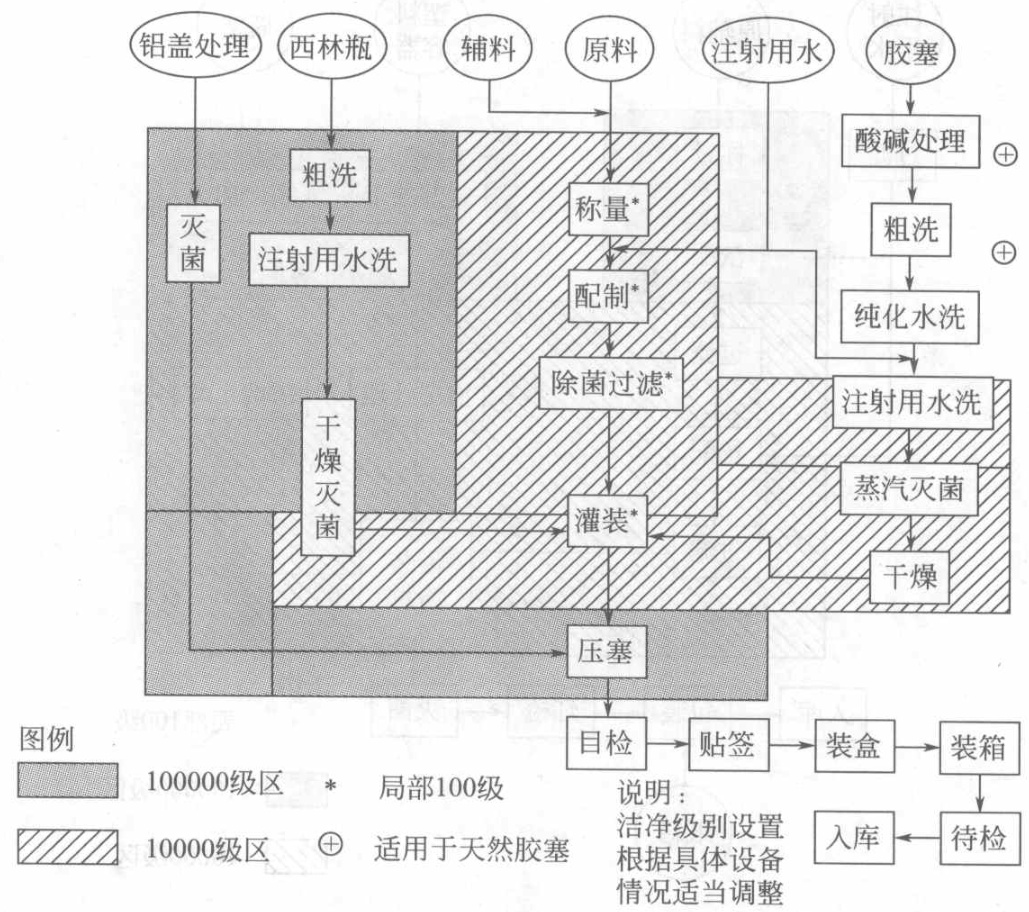 铝盖处理 西林瓶 辅料 原料 注射用水 胶塞
酸碱处理 ⊕
粗洗 称量* 粗洗 ⊕
灭菌 注射用水洗 配制* 纯化水洗
除菌过滤* 注射用水洗
干燥灭菌 蒸汽灭菌
灌装* 干燥
压塞
目检 贴签 装盒 装箱
图例
100000级区 * 局部100级
10000级区 ⊕ 适用于天然胶塞
说明：
洁净级别设置
根据具体设备
情况适当调整
入库 待检